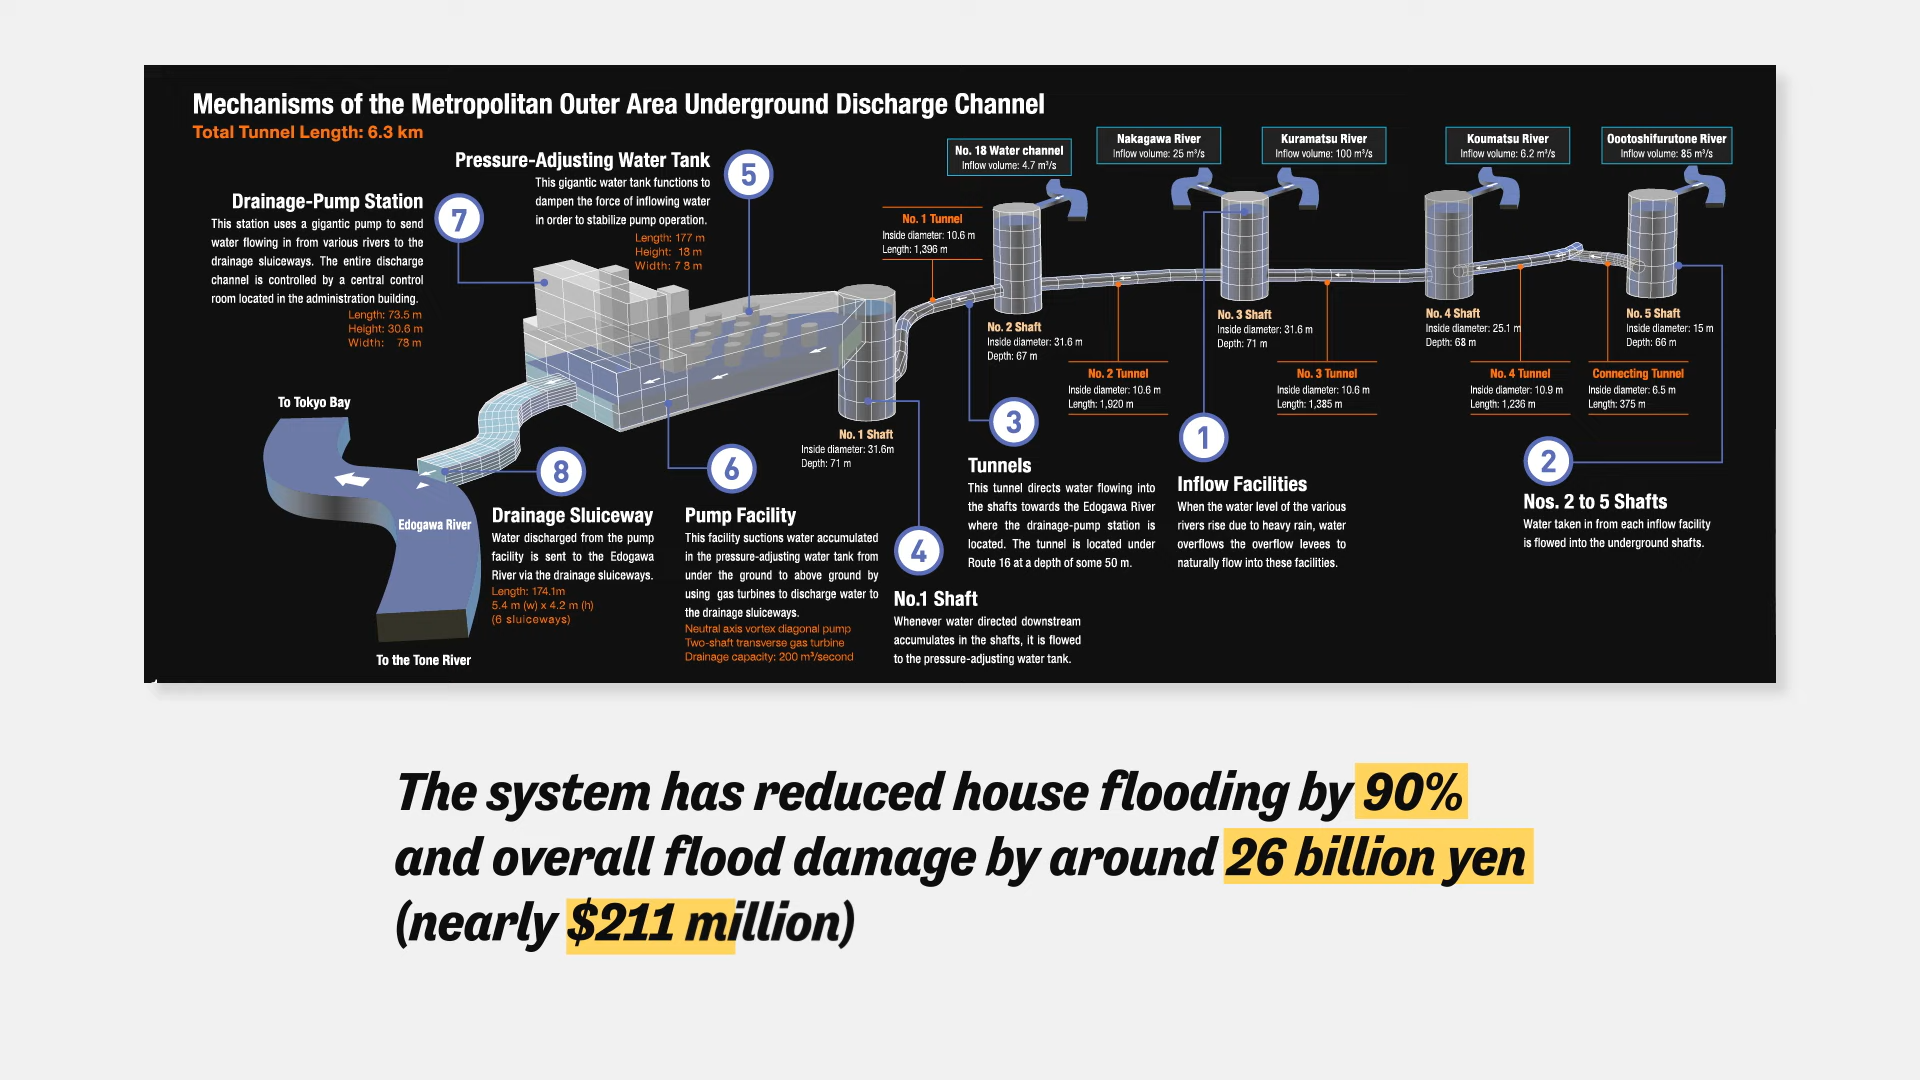 Mechanisms of the Metropolitan Outer Area Underground Discharge Channel
Total Tunnel Length: 6.3 km
Drainage-Pump Station
This station uses a gigantic pump to send
water flowing in from various rivers to the
drainage sluiceways. The entire discharge
channel is controlled by a central control
room located in the administration building.
Length: 73.5 m
Height: 30.6 m
Width: 78 m
7
Pressure-Adjusting Water Tank
This gigantic water tank functions to
dampen the force of inflowing water
in order to stabilize pump operation.
Length: 177 m
Height: 18 m
Width: 78 m
5
No. 18 Water channel
Inflow volume: 4.7 m³/s
Nakagawa River
Inflow volume: 25 m³/s
Kuramatsu River
Inflow volume: 100 m³/s
Koumatsu River
Inflow volume: 6.2 m³/s
Oootoshifurutone River
Inflow volume: 85 m³/s
No. 1 Tunnel
Inside diameter: 10.6 m
Length: 1,396 m
No. 2 Shaft
Inside diameter: 31.6 m
Depth: 67 m
No. 3 Shaft
Inside diameter: 31.6 m
Depth: 71 m
No. 4 Shaft
Inside diameter: 25.1 m
Depth: 68 m
No. 5 Shaft
Inside diameter: 15 m
Depth: 66 m
No. 2 Tunnel
Inside diameter: 10.6 m
Length: 1,920 m
No. 3 Tunnel
Inside diameter: 10.6 m
Length: 1,385 m
No. 4 Tunnel
Inside diameter: 10.9 m
Length: 1,236 m
Connecting Tunnel
Inside diameter: 6.5 m
Length: 375 m
No. 1 Shaft
Inside diameter: 31.6m
Depth: 71 m
To Tokyo Bay
Edogawa River
To the Tone River
8
Drainage Sluiceway
Water discharged from the pump
facility is sent to the Edogawa
River via the drainage sluiceways.
Length: 174.1m
5.4 m (w) x 4.2 m (h)
(6 sluiceways)
6
Pump Facility
This facility suctions water accumulated
in the pressure-adjusting water tank from
under the ground to above ground by
using gas turbines to discharge water to
the drainage sluiceways.
Neutral axis vortex diagonal pump
Two-shaft transverse gas turbine
Drainage capacity: 200 m³/second
4
No.1 Shaft
Whenever water directed downstream
accumulates in the shafts, it is flowed
to the pressure-adjusting water tank.
3
Tunnels
This tunnel directs water flowing into
the shafts towards the Edogawa River
where the drainage-pump station is
located. The tunnel is located under
Route 16 at a depth of some 50 m.
1
Inflow Facilities
When the water level of the various
rivers rise due to heavy rain, water
overflows the overflow levees to
naturally flow into these facilities.
2
Nos. 2 to 5 Shafts
Water taken in from each inflow facility
is flowed into the underground shafts.
The system has reduced house flooding by 90%
and overall flood damage by around 26 billion yen
(nearly $211 million)